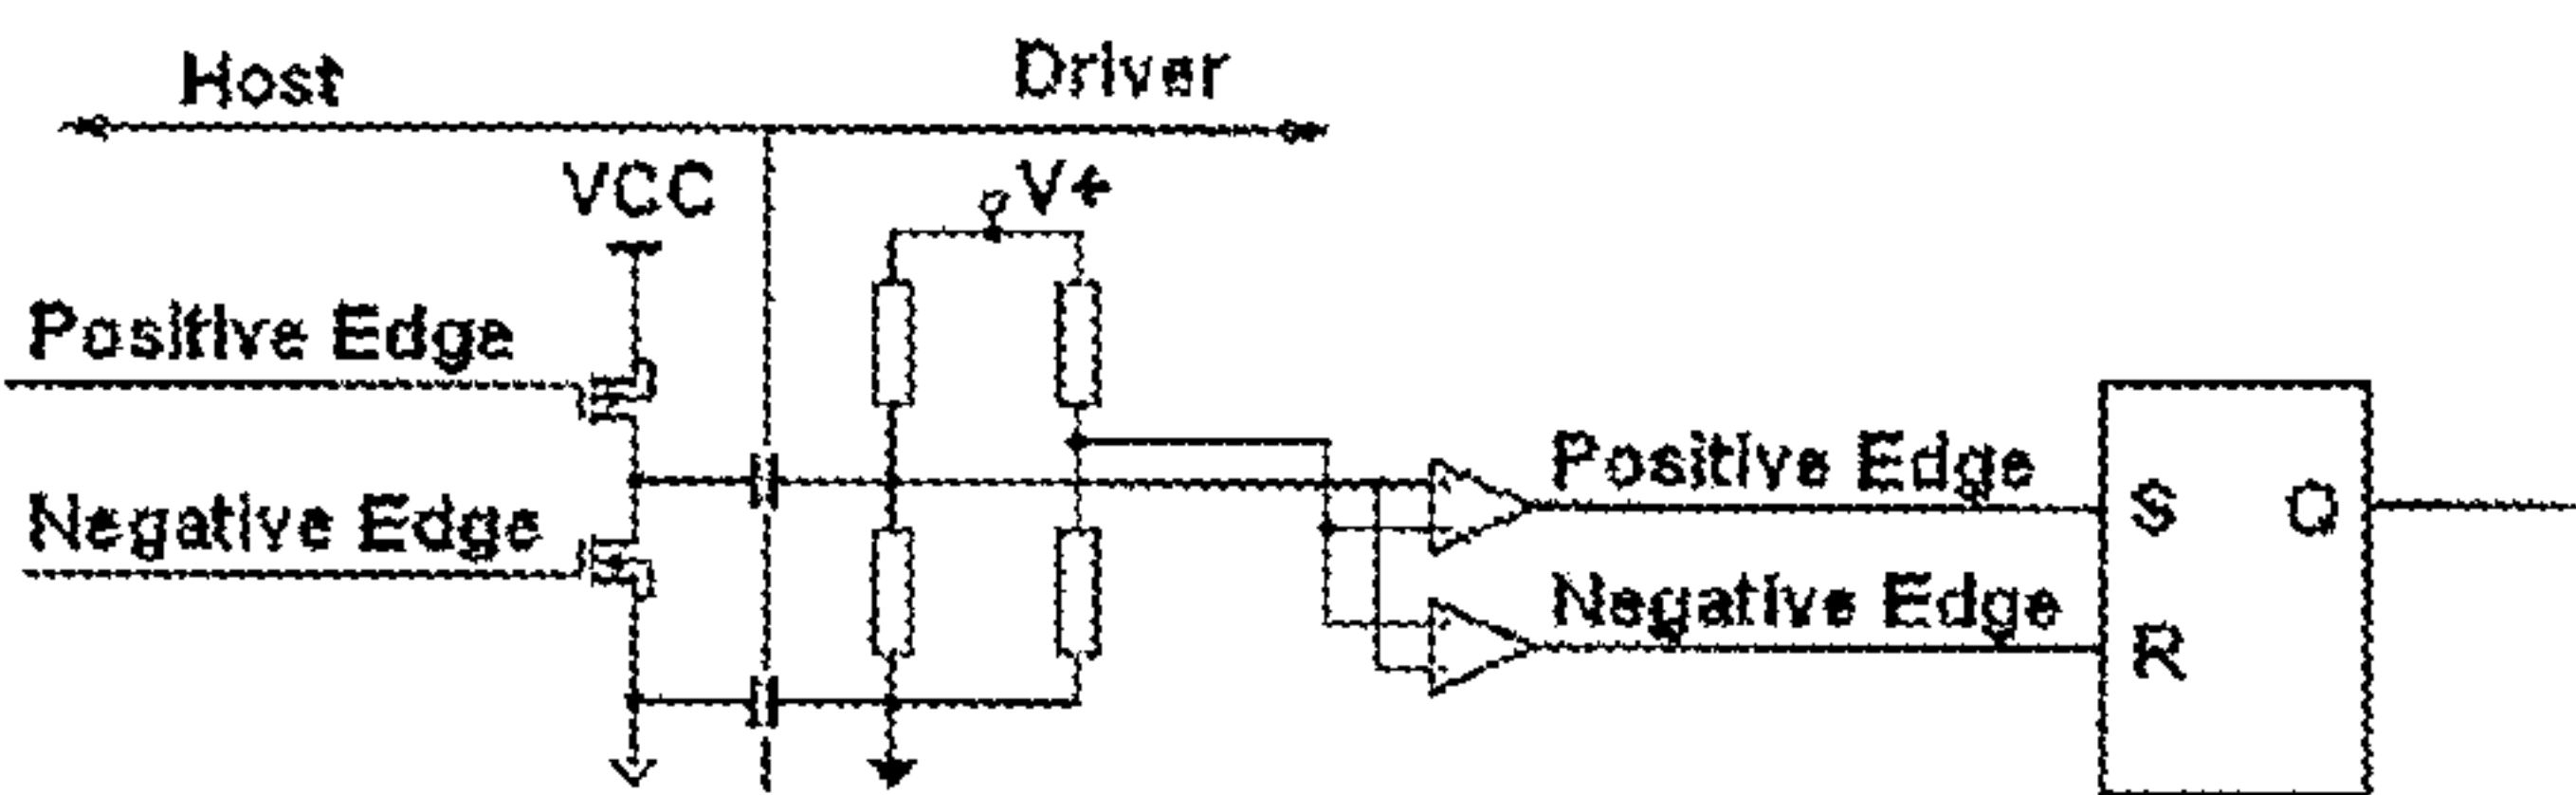 Host
Driver
VCC
V+
Positive Edge
Negative Edge
Positive Edge
Negative Edge
S
Q
R